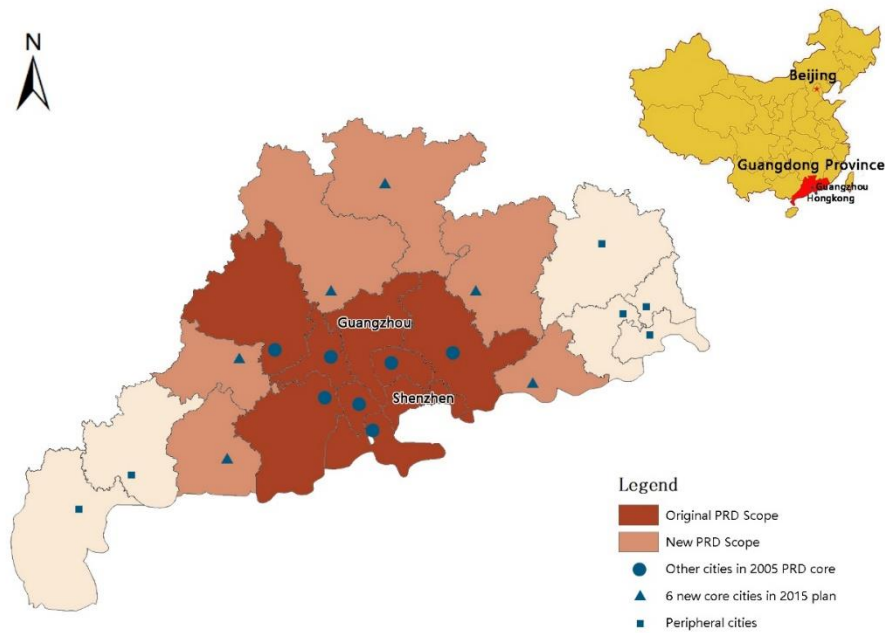 N
Beijing
Guangdong Province
Guangzhou
Hongkong
Guangzhou
Shenzhen
Legend
Original PRD Scope
New PRD Scope
Other cities in 2005 PRD core
6 new core cities in 2015 plan
Peripheral cities